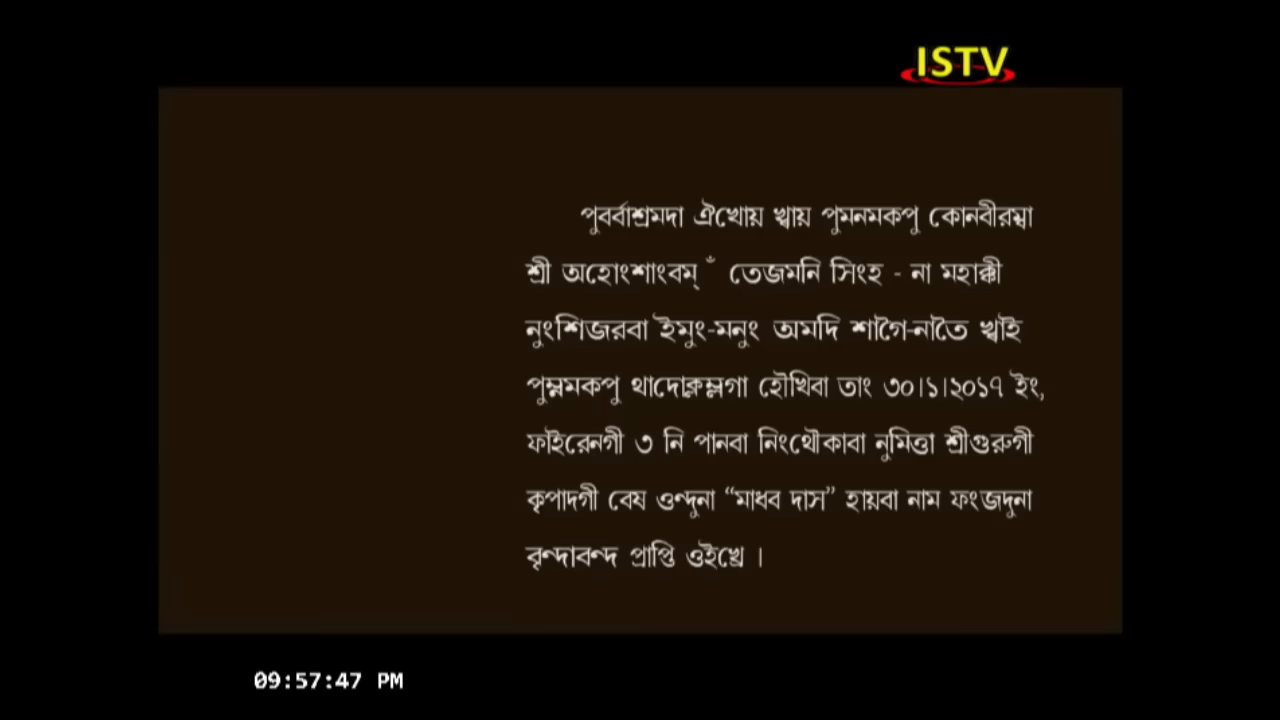 ISTV
পুবর্বাশ্রমদা ঐখোয় খ্বায় পুমনমকপু কোনবীরম্বা
শ্রী অহোংশাংবম্ ঁ তেজমনি সিংহ - না মহাক্কী
নুংশিজরবা ইমুং-মনুং অমদি শাগৈ-নাতৈ খ্বাই
পুম্নমকপু থাদোক্লম্লগা হৌখিবা তাং ৩০।১।২০১৭ ইং,
ফাইরেনগী ৩ নি পানবা নিংথৌকাবা নুমিত্তা শ্রীগুরুগী
কৃপাদগী বেষ ওন্দুনা “মাধব দাস” হায়বা নাম ফংজদুনা
বৃন্দাবন্দ প্রাপ্তি ওইখ্রে ।
09:57:47 PM